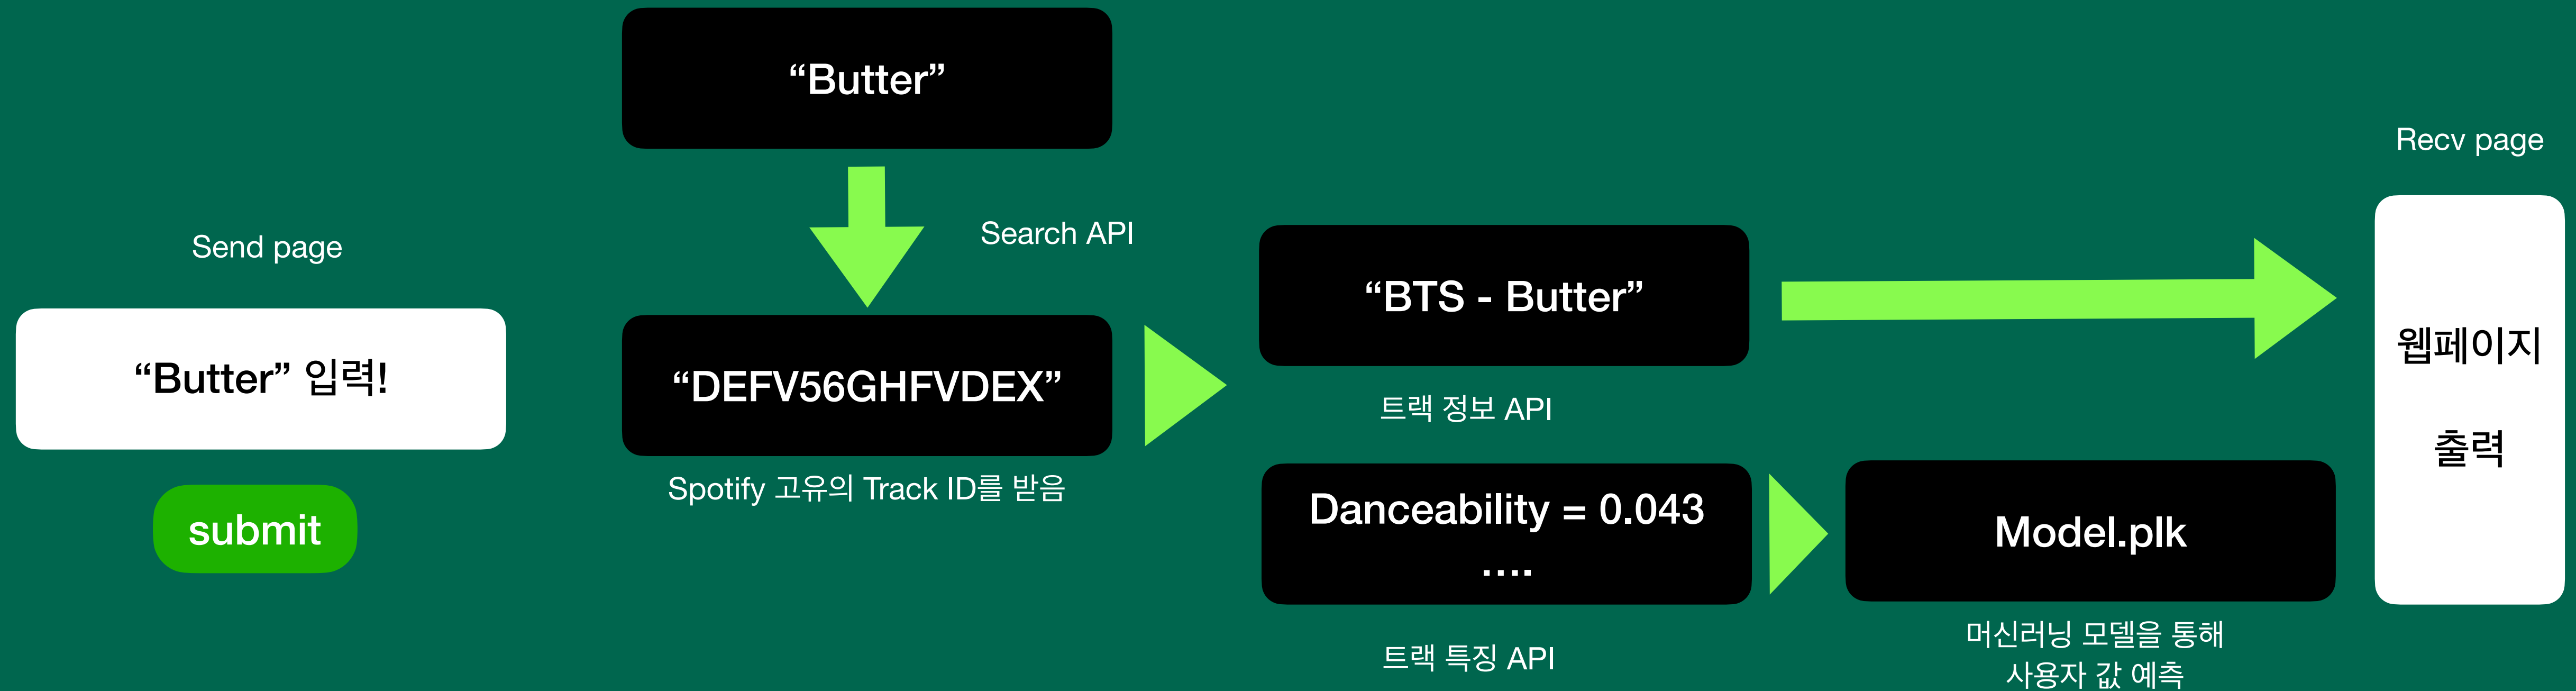 Send page
“Butter” 입력!
submit
“Butter”
Search API
“DEFV56GHFVDEX”
Spotify 고유의 Track ID를 받음
“BTS - Butter”
트랙 정보 API
Danceability = 0.043
....
트랙 특징 API
Model.plk
머신러닝 모델을 통해
사용자 값 예측
Recv page
웹페이지
출력